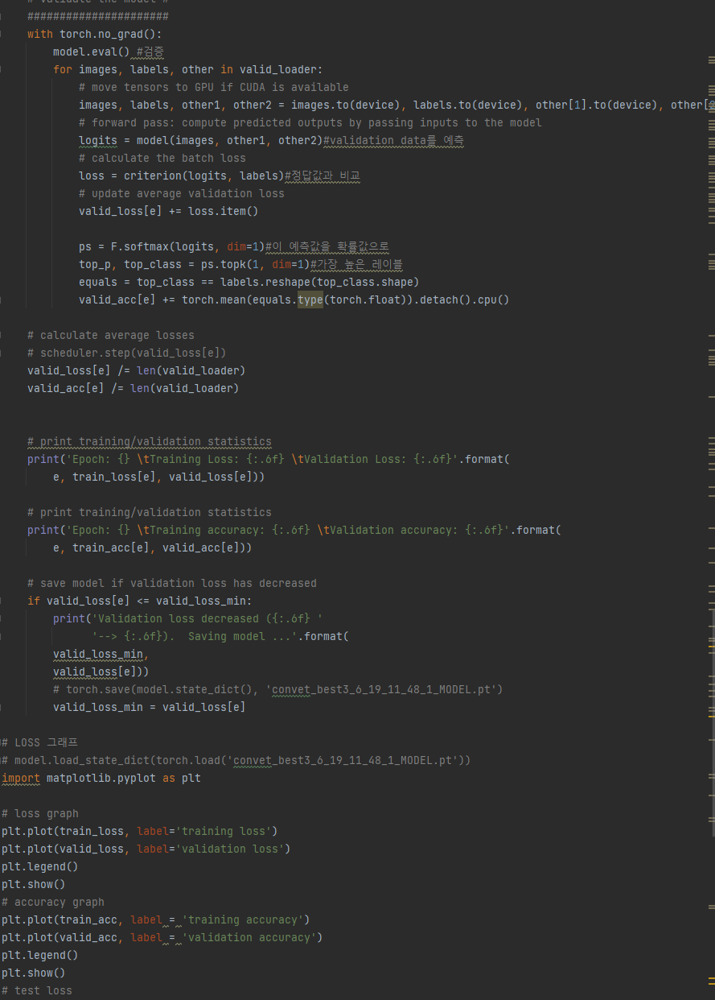 # validate the model #
######################
with torch.no_grad():
model.eval() #검증
for images, labels, other in valid_loader:
# move tensors to GPU if CUDA is available
images, labels, other1, other2 = images.to(device), labels.to(device), other[1].to(device), other[
# forward pass: compute predicted outputs by passing inputs to the model
logits = model(images, other1, other2)#validation data를 예측
# calculate the batch loss
loss = criterion(logits, labels)#정답값과 비교
# update average validation loss
valid_loss[e] += loss.item()
ps = F.softmax(logits, dim=1)#이 예측값을 확률값으로
top_p, top_class = ps.topk(1, dim=1)#가장 높은 레이블
equals = top_class == labels.reshape(top_class.shape)
valid_acc[e] += torch.mean(equals.type(torch.float)).detach().cpu()
# calculate average losses
# scheduler.step(valid_loss[e])
valid_loss[e] /= len(valid_loader)
valid_acc[e] /= len(valid_loader)
# print training/validation statistics
print('Epoch: {} \tTraining Loss: {:.6f} \tValidation Loss: {:.6f}'.format(
e, train_loss[e], valid_loss[e]))
# print training/validation statistics
print('Epoch: {} \tTraining accuracy: {:.6f} \tValidation accuracy: {:.6f}'.format(
e, train_acc[e], valid_acc[e]))
# save model if validation loss has decreased
if valid_loss[e] <= valid_loss_min:
print('Validation loss decreased ({:.6f} '
'--> {:.6f}).  Saving model ...'.format(
valid_loss_min,
valid_loss[e]))
# torch.save(model.state_dict(), 'convet_best3_6_19_11_48_1_MODEL.pt')
valid_loss_min = valid_loss[e]
# LOSS 그래프
# model.load_state_dict(torch.load('convet_best3_6_19_11_48_1_MODEL.pt'))
import matplotlib.pyplot as plt
# loss graph
plt.plot(train_loss, label='training loss')
plt.plot(valid_loss, label='validation loss')
plt.legend()
plt.show()
# accuracy graph
plt.plot(train_acc, label = 'training accuracy')
plt.plot(valid_acc, label = 'validation accuracy')
plt.legend()
plt.show()
# test loss